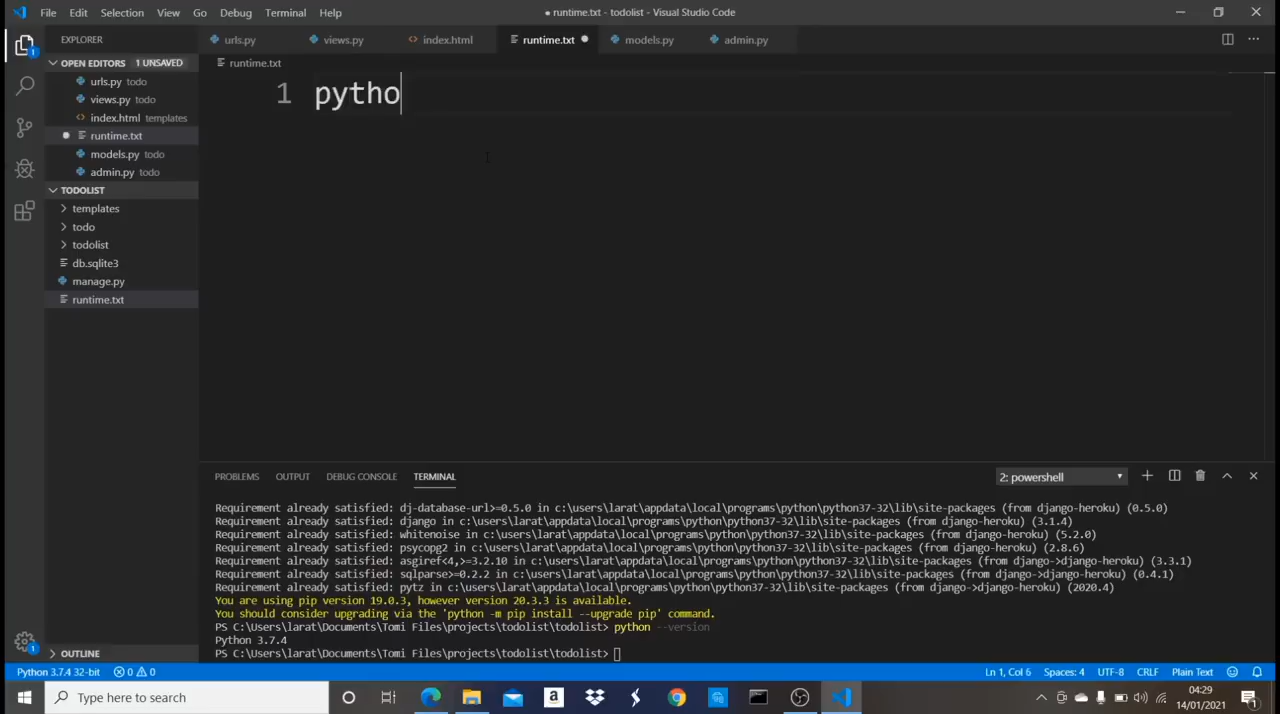 File Edit Selection View Go Debug Terminal Help
● runtime.txt - todolist - Visual Studio Code
EXPLORER
OPEN EDITORS 1 UNSAVED
urls.py todo
views.py todo
index.html templates
runtime.txt
models.py todo
admin.py todo
TODOLIST
templates
todo
todolist
db.sqlite3
manage.py
runtime.txt
OUTLINE
urls.py views.py index.html runtime.txt models.py admin.py
runtime.txt
1 pytho
PROBLEMS OUTPUT DEBUG CONSOLE TERMINAL
2: powershell
Requirement already satisfied: dj-database-url>=0.5.0 in c:\users\larat\appdata\local\programs\python\python37-32\lib\site-packages (from django-heroku) (0.5.0)
Requirement already satisfied: django in c:\users\larat\appdata\local\programs\python\python37-32\lib\site-packages (from django-heroku) (3.1.4)
Requirement already satisfied: whitenoise in c:\users\larat\appdata\local\programs\python\python37-32\lib\site-packages (from django-heroku) (5.2.0)
Requirement already satisfied: psycopg2 in c:\users\larat\appdata\local\programs\python\python37-32\lib\site-packages (from django-heroku) (2.8.6)
Requirement already satisfied: asgiref<4,>=3.2.10 in c:\users\larat\appdata\local\programs\python\python37-32\lib\site-packages (from django->django-heroku) (3.3.1)
Requirement already satisfied: sqlparse>=0.2.2 in c:\users\larat\appdata\local\programs\python\python37-32\lib\site-packages (from django->django-heroku) (0.4.1)
Requirement already satisfied: pytz in c:\users\larat\appdata\local\programs\python\python37-32\lib\site-packages (from django->django-heroku) (2020.4)
You are using pip version 19.0.3, however version 20.3.3 is available.
You should consider upgrading via the 'python -m pip install --upgrade pip' command.
PS C:\Users\larat\Documents\Tomi Files\projects\todolist\todolist> python --version
Python 3.7.4
PS C:\Users\larat\Documents\Tomi Files\projects\todolist\todolist>
Python 3.7.4 32-bit 0 0 Ln 1, Col 6 Spaces: 4 UTF-8 CRLF Plain Text
Type here to search
04:29
14/01/2021